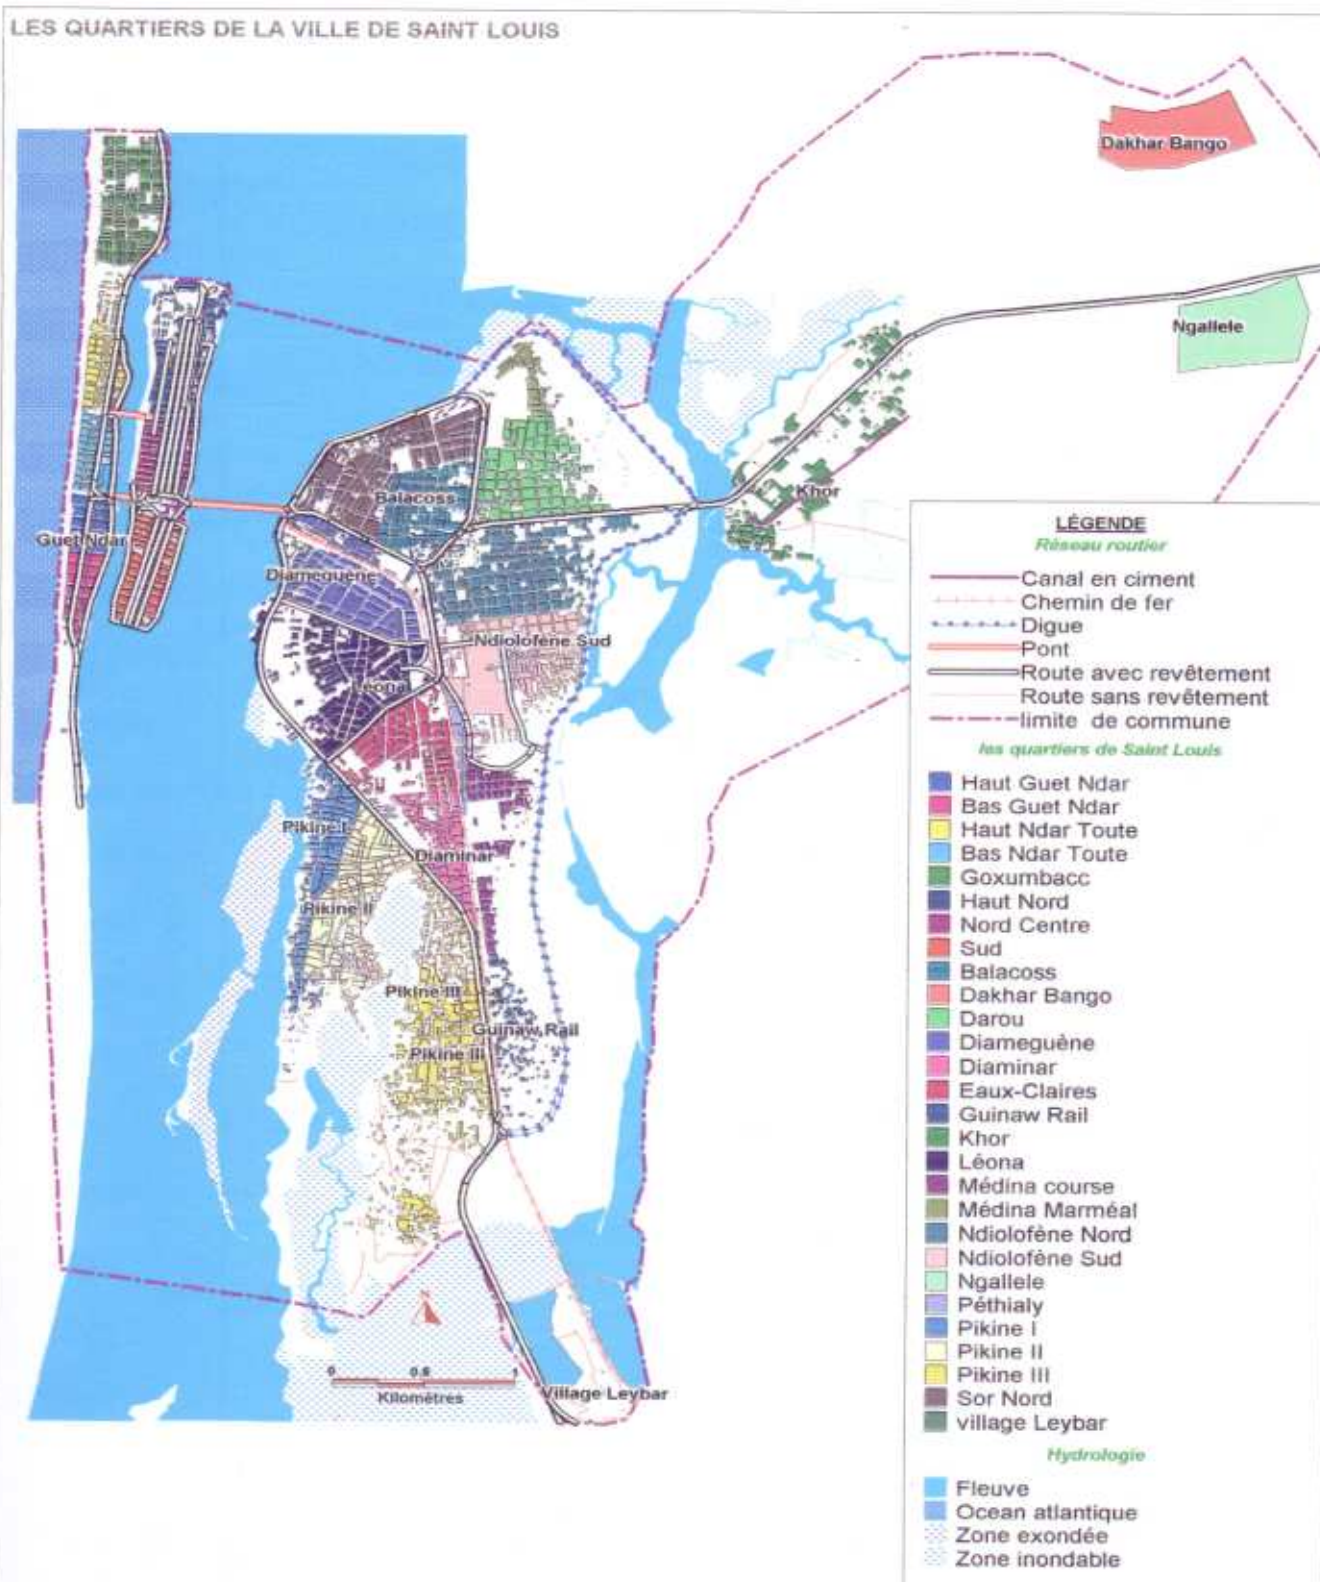 LES QUARTIERS DE LA VILLE DE SAINT LOUIS
Dakhar Bango
Ngallele
Balacoss
Khor
Guet Ndar
Diameguène
Ndiolofène Sud
Léona
Pikine I
Diaminar
Pikine II
Pikine III
Guinaw Rail
Pikine III
N
0 0.5 1
Kilomètres
Village Leybar
LÉGENDE
Réseau routier
Canal en ciment
Chemin de fer
Digue
Pont
Route avec revêtement
Route sans revêtement
limite de commune
les quartiers de Saint Louis
Haut Guet Ndar
Bas Guet Ndar
Haut Ndar Toute
Bas Ndar Toute
Goxumbacc
Haut Nord
Nord Centre
Sud
Balacoss
Dakhar Bango
Darou
Diameguène
Diaminar
Eaux-Claires
Guinaw Rail
Khor
Léona
Médina course
Médina Marméal
Ndiolofène Nord
Ndiolofène Sud
Ngallele
Péthialy
Pikine I
Pikine II
Pikine III
Sor Nord
village Leybar
Hydrologie
Fleuve
Ocean atlantique
Zone exondée
Zone inondable